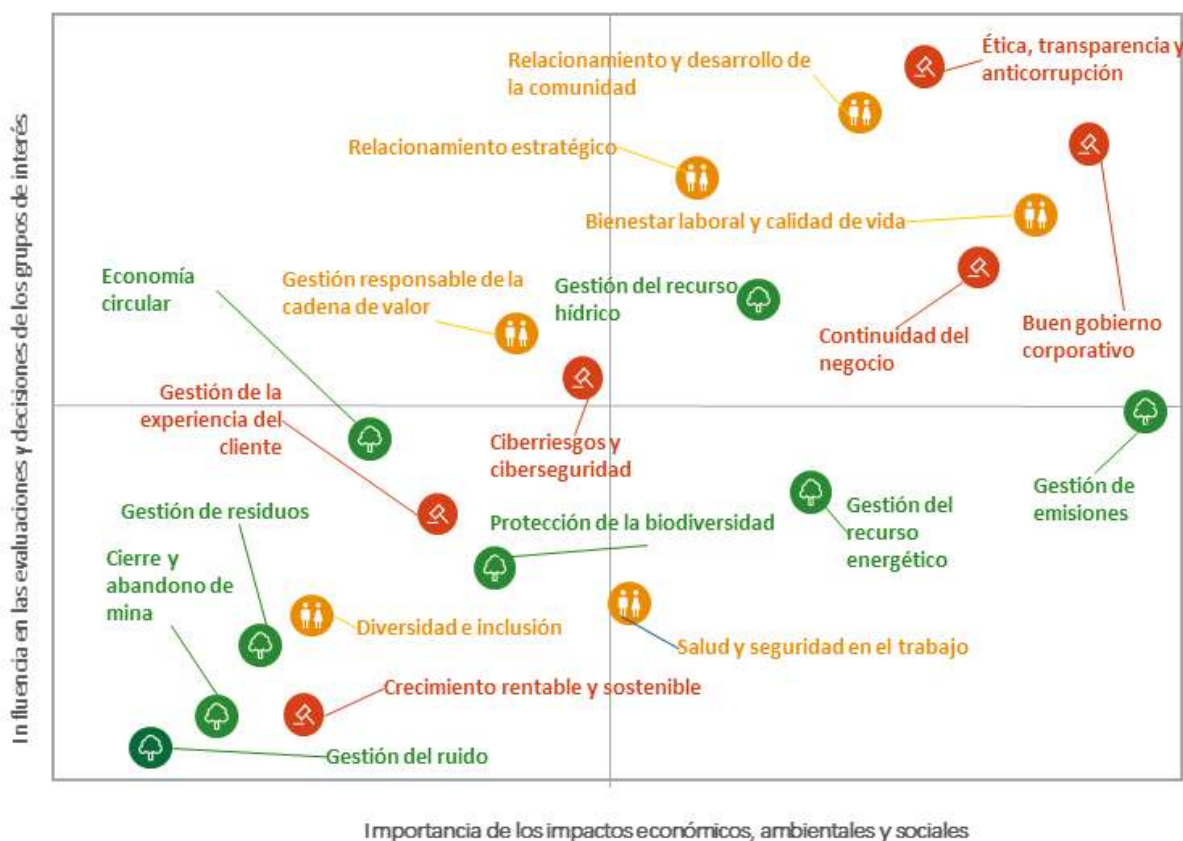 Ética, transparencia y
anticorrupción
Relacionamiento y desarrollo de
la comunidad
Relacionamiento estratégico
Bienestar laboral y calidad de vida
Economía
circular
Gestión responsable de la
cadena de valor
Gestión del recurso
hídrico
Continuidad del
negocio
Buen gobierno
corporativo
Gestión de la
experiencia del
cliente
Ciberriesgos y
ciberseguridad
Gestión de
emisiones
Gestión de residuos
Protección de la biodiversidad
Gestión del
recurso
energético
Cierre y
abandono de
mina
Diversidad e inclusión
Salud y seguridad en el trabajo
Crecimiento rentable y sostenible
Gestión del ruido
Influencia en las evaluaciones y decisiones de los grupos de interés
Importancia de los impactos económicos, ambientales y sociales